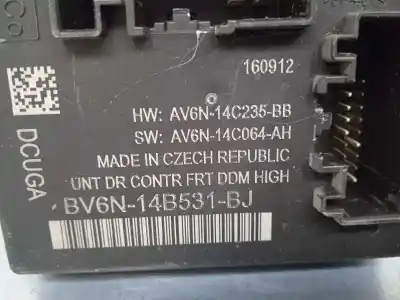 Co
160912
HW: AV6N-14C235-BB
SW: AV6N-14C064-AH
MADE IN CZECH REPUBLIC
UNT DR CONTR FRT DDM HIGH
BV6N-14B531-BJ
DCUGA